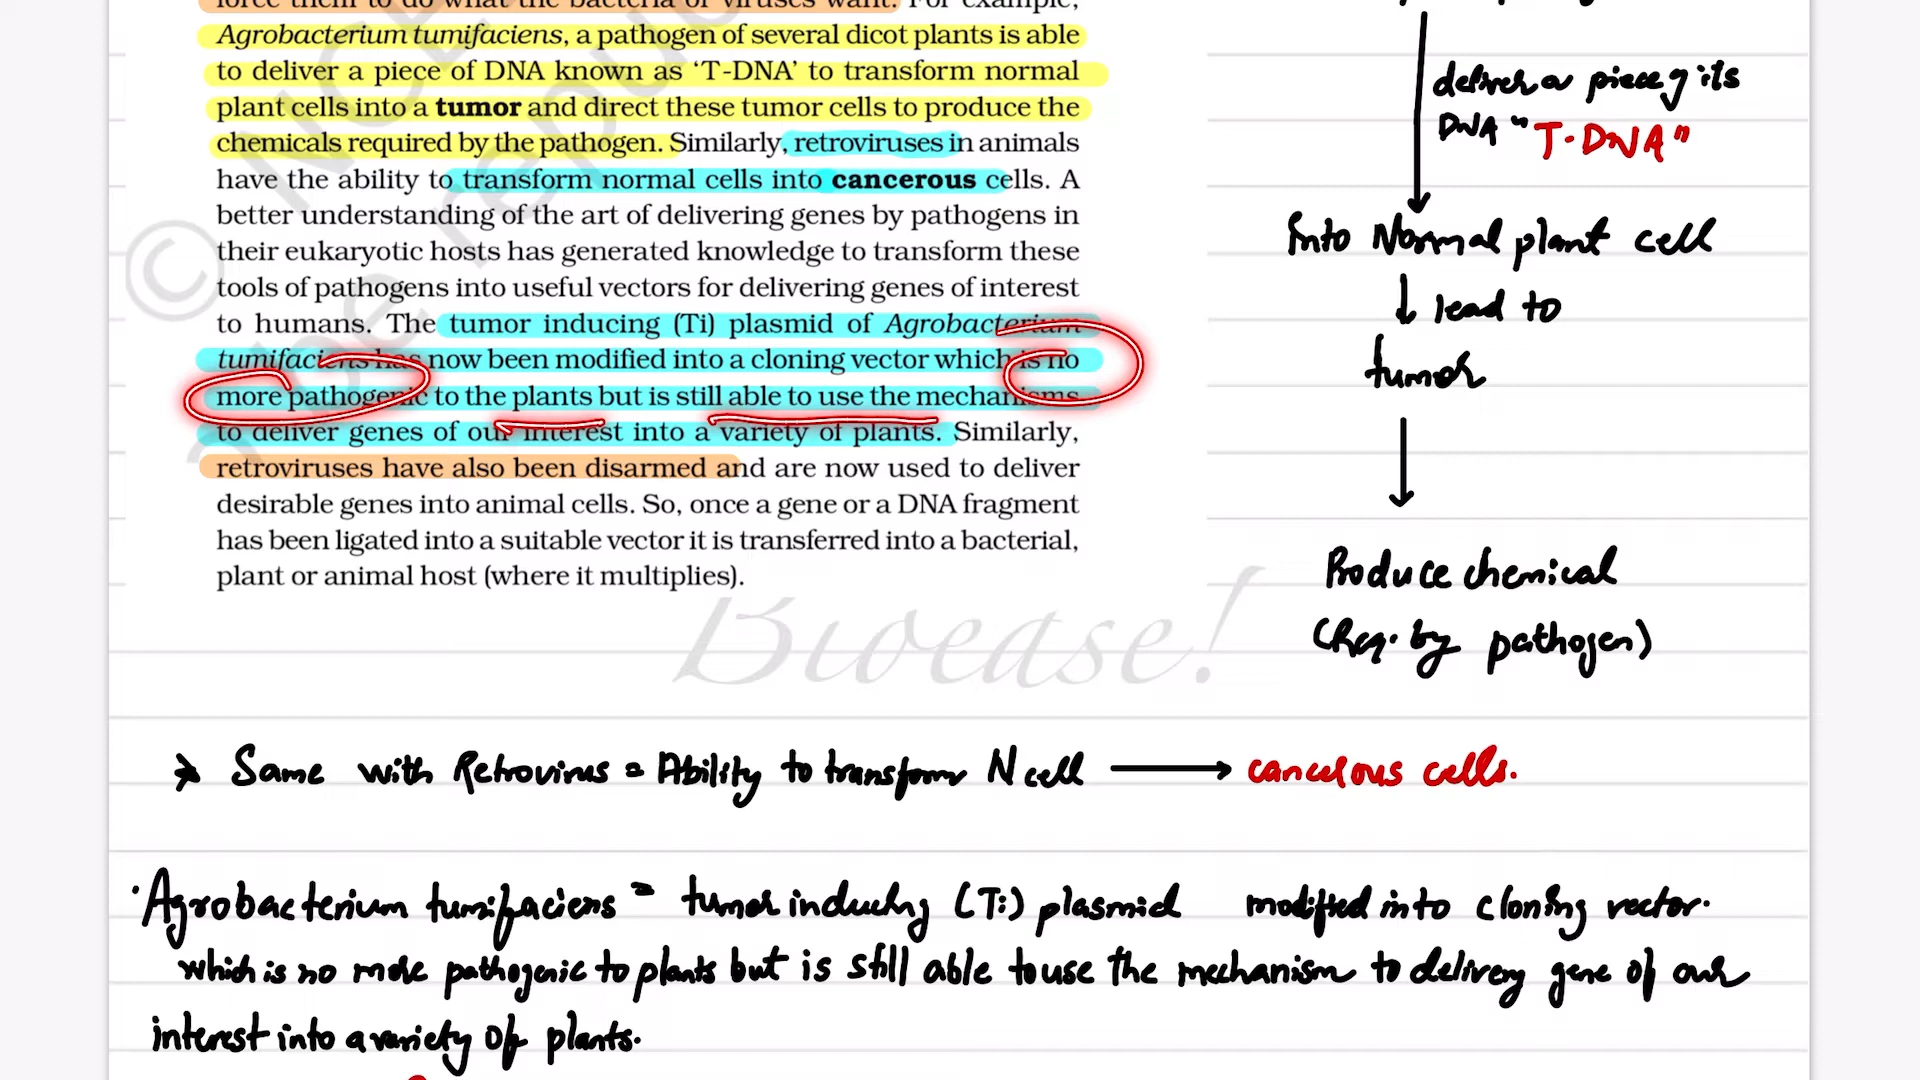 force them to do what the bacteria or viruses want. For example,
Agrobacterium tumifaciens, a pathogen of several dicot plants is able
to deliver a piece of DNA known as ‘T-DNA’ to transform normal
plant cells into a tumor and direct these tumor cells to produce the
chemicals required by the pathogen. Similarly, retroviruses in animals
have the ability to transform normal cells into cancerous cells. A
better understanding of the art of delivering genes by pathogens in
their eukaryotic hosts has generated knowledge to transform these
tools of pathogens into useful vectors for delivering genes of interest
to humans. The tumor inducing (Ti) plasmid of Agrobacterium
tumifaciens has now been modified into a cloning vector which is no
more pathogenic to the plants but is still able to use the mechanisms
to deliver genes of our interest into a variety of plants. Similarly,
retroviruses have also been disarmed and are now used to deliver
desirable genes into animal cells. So, once a gene or a DNA fragment
has been ligated into a suitable vector it is transferred into a bacterial,
plant or animal host (where it multiplies).
deliver a piece of its
DNA "T-DNA"
Into Normal plant cell
lead to
tumor
Produce chemical
(Req. by pathogen)
Bioease!
Same with Retrovirus = Ability to transform N cell → cancerous cells.
· Agrobacterium tumifaciens = tumor inducing (Ti) plasmid modified into cloning vector.
which is no more pathogenic to plants but is still able to use the mechanism to delivery gene of our
interest into a variety of plants.